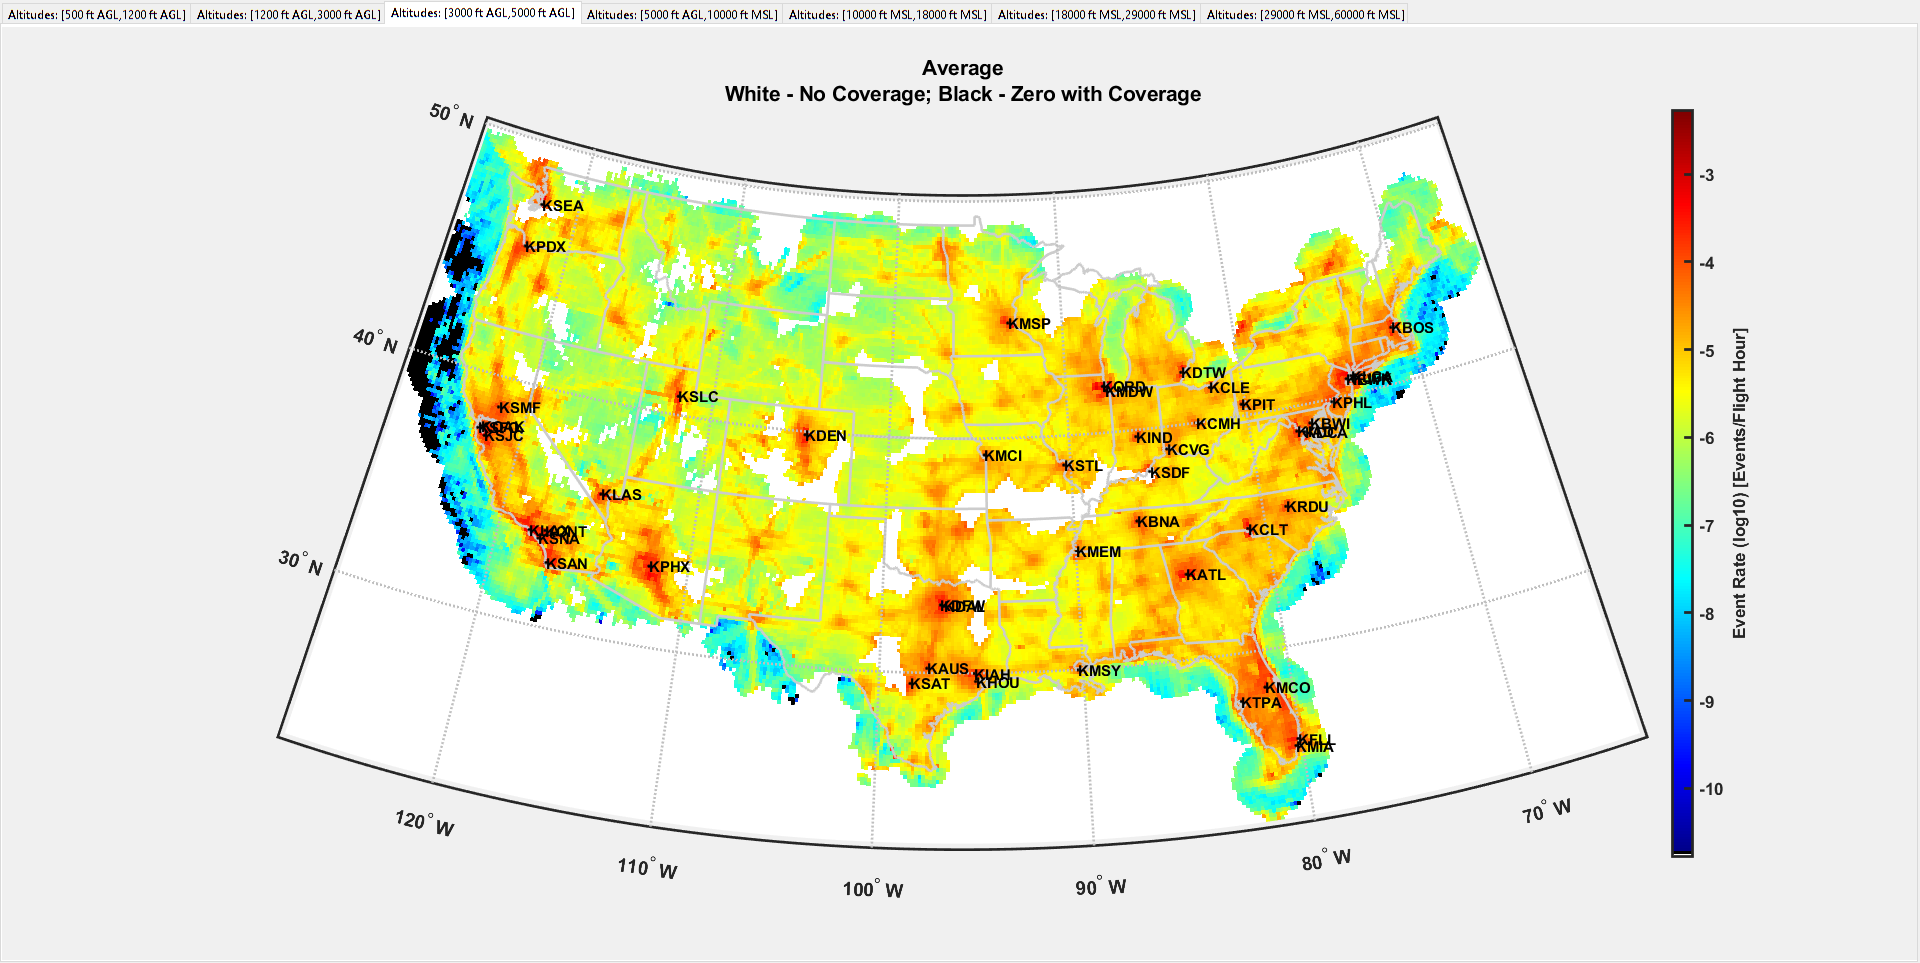 Altitudes: [500 ft AGL,1200 ft AGL]
Altitudes: [1200 ft AGL,3000 ft AGL]
Altitudes: [3000 ft AGL,5000 ft AGL]
Altitudes: [5000 ft AGL,10000 ft MSL]
Altitudes: [10000 ft MSL,18000 ft MSL]
Altitudes: [18000 ft MSL,29000 ft MSL]
Altitudes: [29000 ft MSL,60000 ft MSL]
Average
White - No Coverage; Black - Zero with Coverage
50° N
40° N
30° N
120° W
110° W
100° W
90° W
80° W
70° W
KSEA
KPDX
KMSP
KBOS
KDTW
KORD
KMDW
KCLE
KPIT
KPHL
KSLC
KSMF
KOAK
KSJC
KDEN
KCMH
KBWI
KDCA
KIND
KCVG
KMCI
KSTL
KSDF
KLAS
KRDU
KBNA
KCLT
KONT
KSNA
KMEM
KSAN
KPHX
KATL
KDFW
KDAL
KAUS
KIAH
KSAT
KHOU
KMSY
KMCO
KTPA
KFLL
KMIA
-3
-4
-5
-6
-7
-8
-9
-10
Event Rate (log10) [Events/Flight Hour]